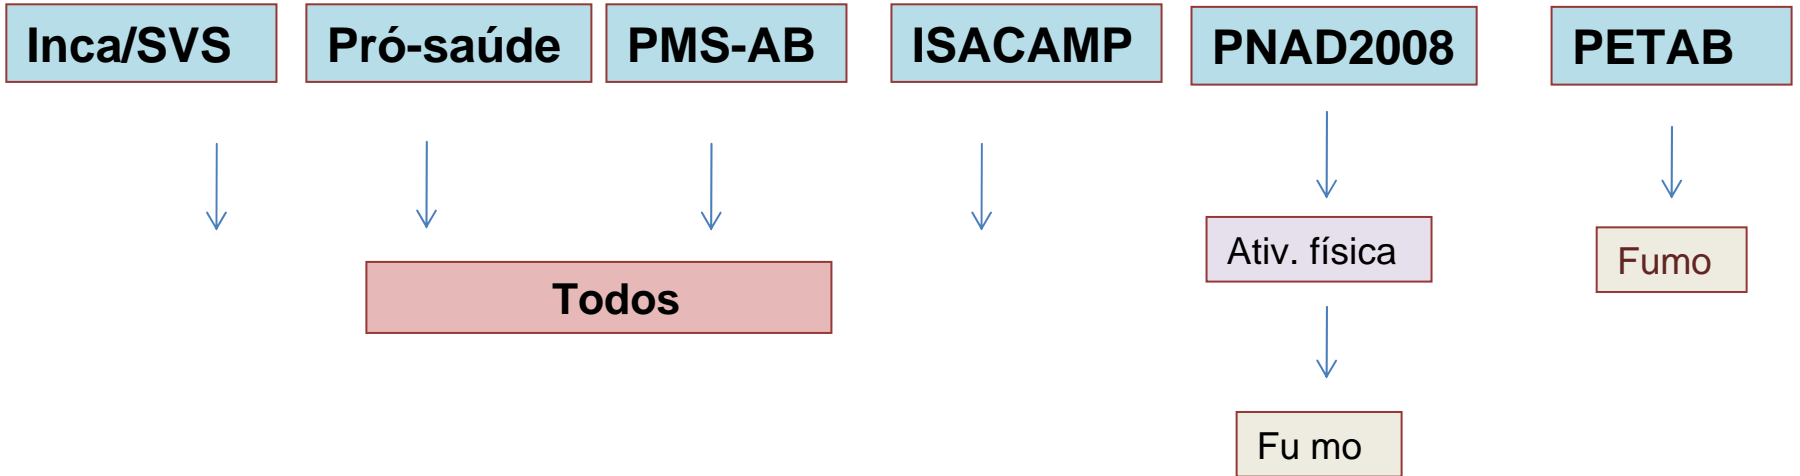 Inca/SVS
Pró-saúde
PMS-AB
ISACAMP
PNAD2008
PETAB
Ativ. física
Fumo
Todos
Fu mo